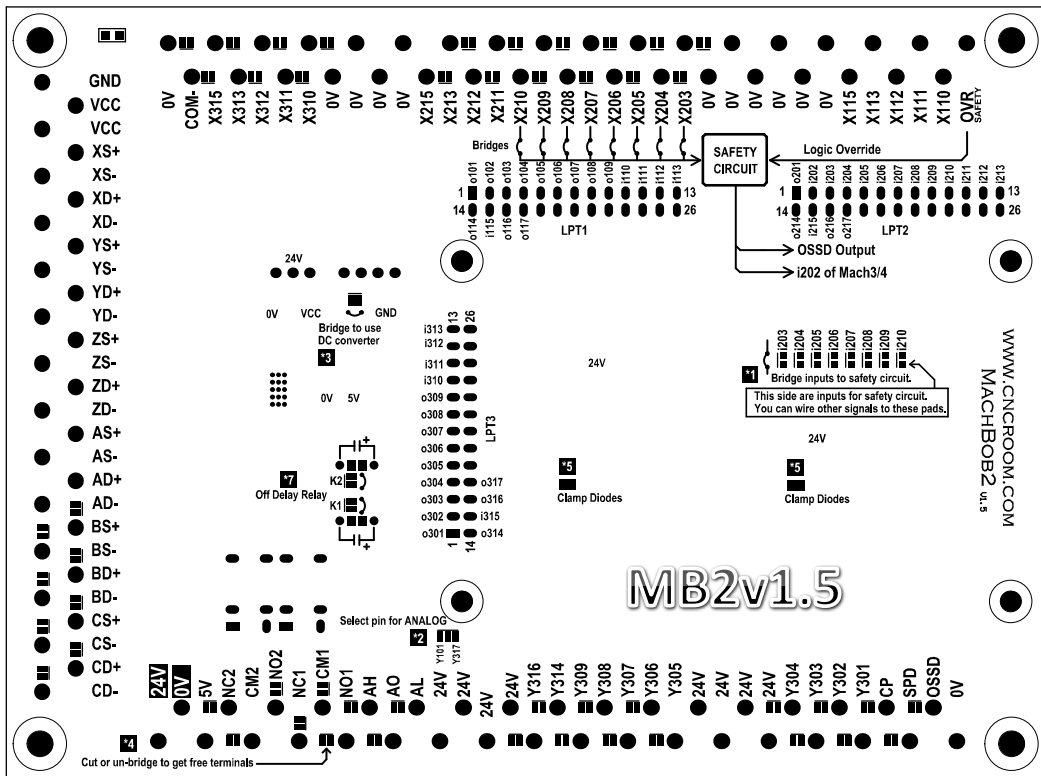 GND
VCC
VCC
XS+
XS-
XD+
XD-
YS+
YS-
YD+
YD-
ZS+
ZS-
ZD+
ZD-
AS+
AS-
AD+
AD-
BS+
BS-
BD+
BD-
CS+
CS-
CD+
CD-
0V COM- X315 X313 X312 X311 X310 0V 0V 0V X215 X213 X212 X211 X210 X209 X208 X207 X206 X205 X204 X203 0V 0V 0V 0V 0V X115 X113 X112 X111 X110 OVR SAFETY
Bridges
SAFETY
CIRCUIT
Logic Override
o101 o102 o103 o104 o105 o106 o107 o108 o109 i110 i111 i112 i113
1 13
14 26
o114 i115 o116 o117
LPT1
o201 i202 i203 i204 i205 i206 i207 i208 i209 i210 i211 i212 i213
1 13
14 26
o214 i215 o216 o217
LPT2
OSSD Output
i202 of Mach3/4
24V
0V VCC GND
Bridge to use
DC converter
*3
0V 5V
13 26
i313
i312
i311
i310
o309
o308
o307
o306
o305
o304 o317
o303 o316
o302 i315
o301 o314
1 14
LPT3
24V
i203 i204 i205 i206 i207 i208 i209 i210
*1 Bridge inputs to safety circuit.
This side are inputs for safety circuit.
You can wire other signals to these pads.
24V
WWW.CNCROOM.COM
MACHBOB2 V1.5
+
K2
*7
Off Delay Relay
K1
+
*5
Clamp Diodes
*5
Clamp Diodes
MB2v1.5
Select pin for ANALOG
*2
Y101 Y317
24V 0V 5V NC2 CM2 NO2 NC1 CM1 NO1 AH AO AL 24V 24V 24V 24V Y316 Y314 Y309 Y308 Y307 Y306 Y305 24V 24V 24V 24V Y304 Y303 Y302 Y301 CP SPD OSSD 0V
*4
Cut or un-bridge to get free terminals